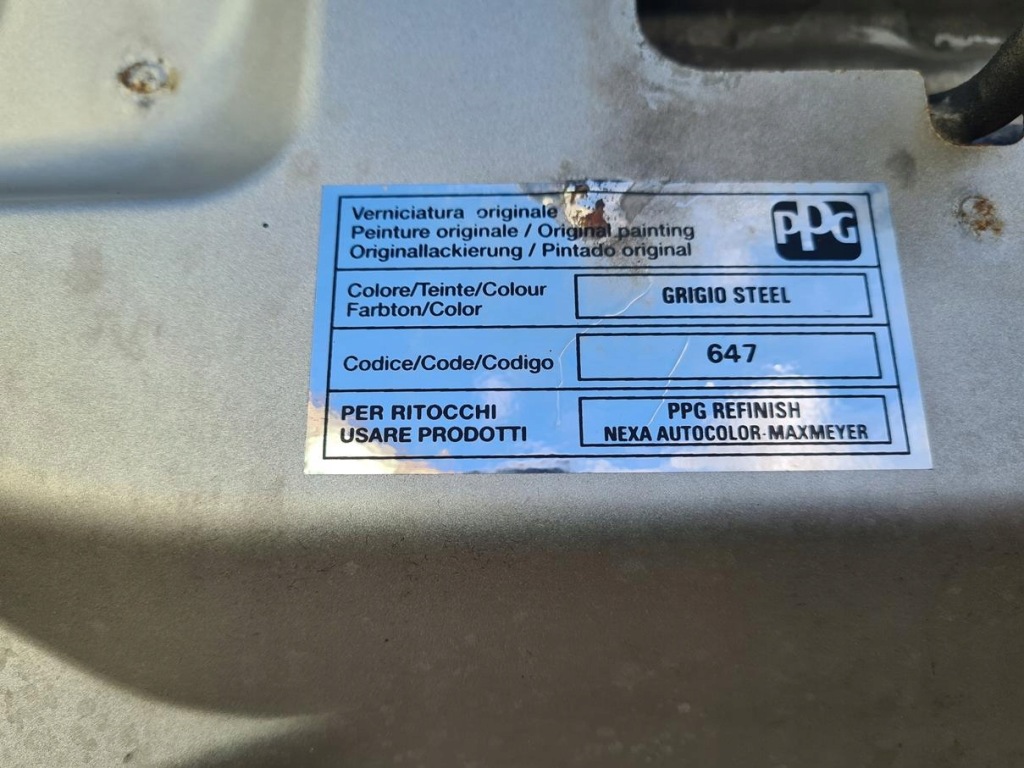 Verniciatura originale
Peinture originale / Original painting
Originallackierung / Pintado original
PPG
Colore/Teinte/Colour
Farbton/Color
GRIGIO STEEL
Codice/Code/Codigo
647
PER RITOCCHI
USARE PRODOTTI
PPG REFINISH
NEXA AUTOCOLOR-MAXMEYER